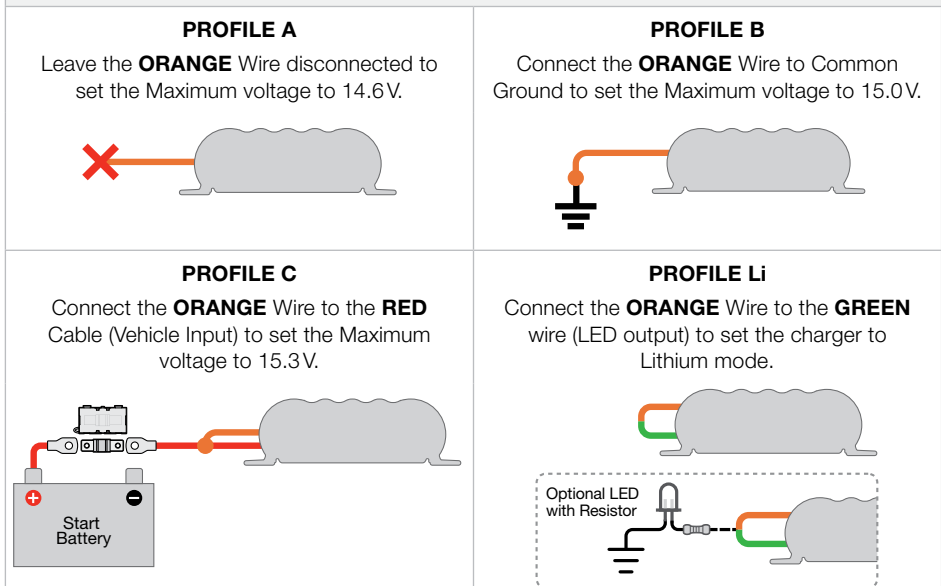 PROFILE A
Leave the ORANGE Wire disconnected to
set the Maximum voltage to 14.6V.
PROFILE B
Connect the ORANGE Wire to Common
Ground to set the Maximum voltage to 15.0V.
PROFILE C
Connect the ORANGE Wire to the RED
Cable (Vehicle Input) to set the Maximum
voltage to 15.3V.
+
−
Start
Battery
PROFILE Li
Connect the ORANGE Wire to the GREEN
wire (LED output) to set the charger to
Lithium mode.
Optional LED
with Resistor